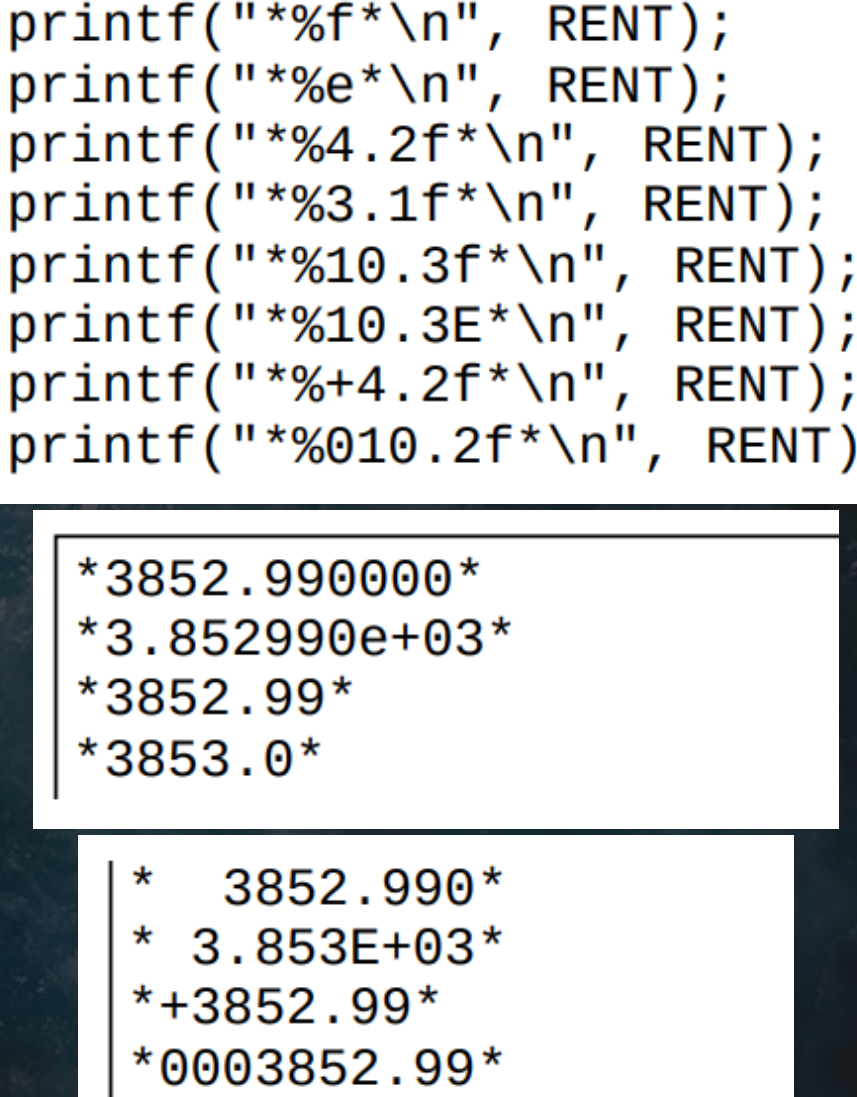 printf("*%f*\n", RENT);
printf("*%e*\n", RENT);
printf("*%4.2f*\n", RENT);
printf("*%3.1f*\n", RENT);
printf("*%10.3f*\n", RENT);
printf("*%10.3E*\n", RENT);
printf("*%+4.2f*\n", RENT);
printf("*%010.2f*\n", RENT)
*3852.990000*
*3.852990e+03*
*3852.99*
*3853.0*
*  3852.990*
* 3.853E+03*
*+3852.99*
*0003852.99*